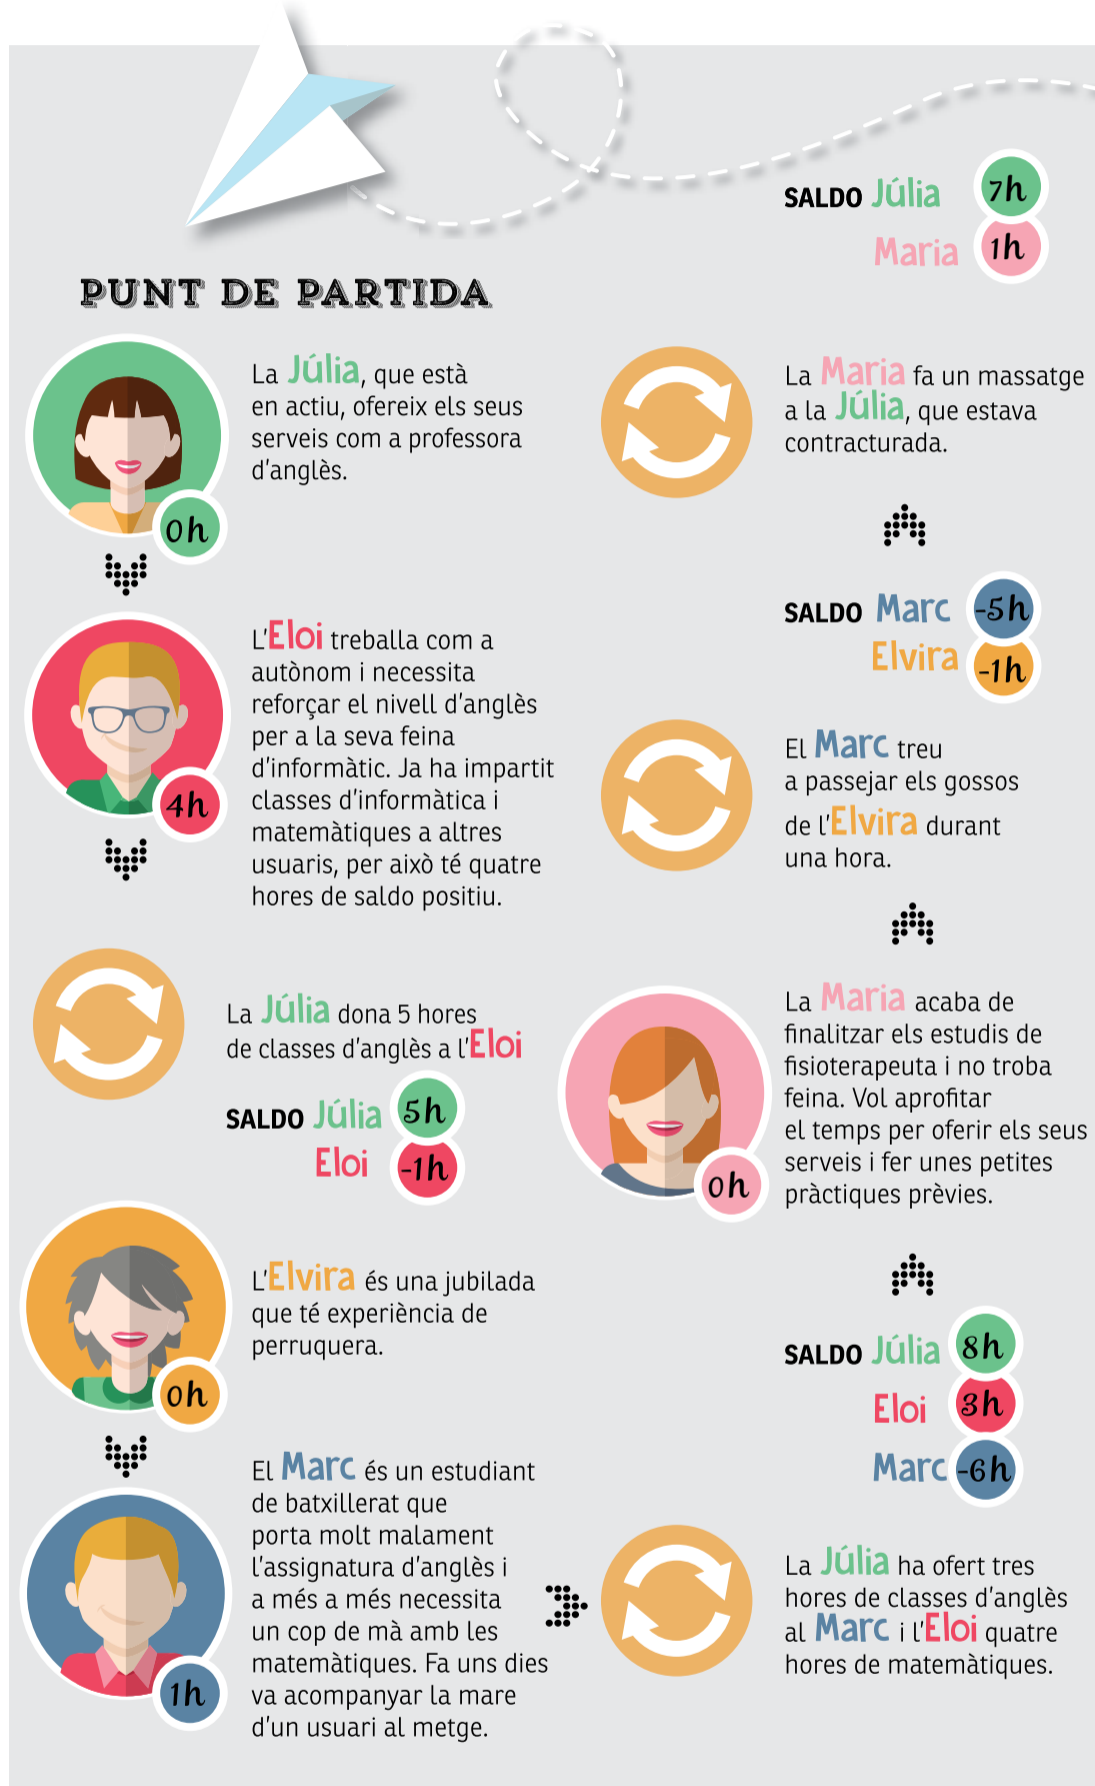 PUNT DE PARTIDA
La Júlia, que està
en actiu, ofereix els seus
serveis com a professora
d'anglès.
0h
L'Eloi treballa com a
autònom i necessita
reforçar el nivell d'anglès
per a la seva feina
d'informàtic. Ja ha impartit
classes d'informàtica i
matemàtiques a altres
usuaris, per això té quatre
hores de saldo positiu.
4h
La Júlia dona 5 hores
de classes d'anglès a l'Eloi
SALDO Júlia 5h
Eloi -1h
L'Elvira és una jubilada
que té experiència de
perruquera.
0h
El Marc és un estudiant
de batxillerat que
porta molt malament
l'assignatura d'anglès i
a més a més necessita
un cop de mà amb les
matemàtiques. Fa uns dies
va acompanyar la mare
d'un usuari al metge.
1h
La Júlia ha ofert tres
hores de classes d'anglès
al Marc i l'Eloi quatre
hores de matemàtiques.
SALDO Júlia 8h
Eloi 3h
Marc -6h
La Maria acaba de
finalitzar els estudis de
fisioterapeuta i no troba
feina. Vol aprofitar
el temps per oferir els seus
serveis i fer unes petites
pràctiques prèvies.
0h
El Marc treu
a passejar els gossos
de l'Elvira durant
una hora.
SALDO Marc -5h
Elvira -1h
La Maria fa un massatge
a la Júlia, que estava
contracturada.
SALDO Júlia 7h
Maria 1h